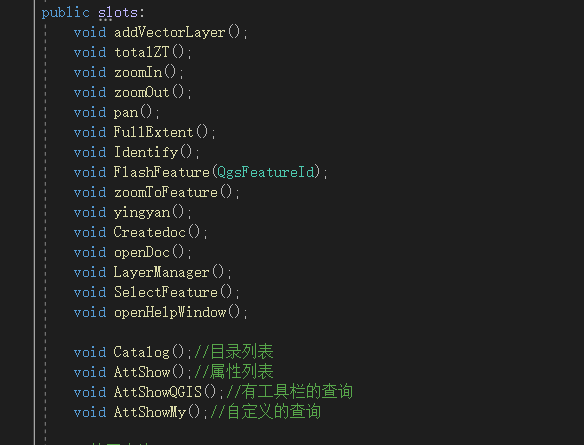 public slots:
void addVectorLayer();
void totalZT();
void zoomIn();
void zoomOut();
void pan();
void FullExtent();
void Identify();
void FlashFeature(QgsFeatureId);
void zoomToFeature();
void yingyan();
void Createdoc();
void openDoc();
void LayerManager();
void SelectFeature();
void openHelpWindow();
void Catalog();//目录列表
void AttShow();//属性列表
void AttShowQGIS();//有工具栏的查询
void AttShowMy();//自定义的查询